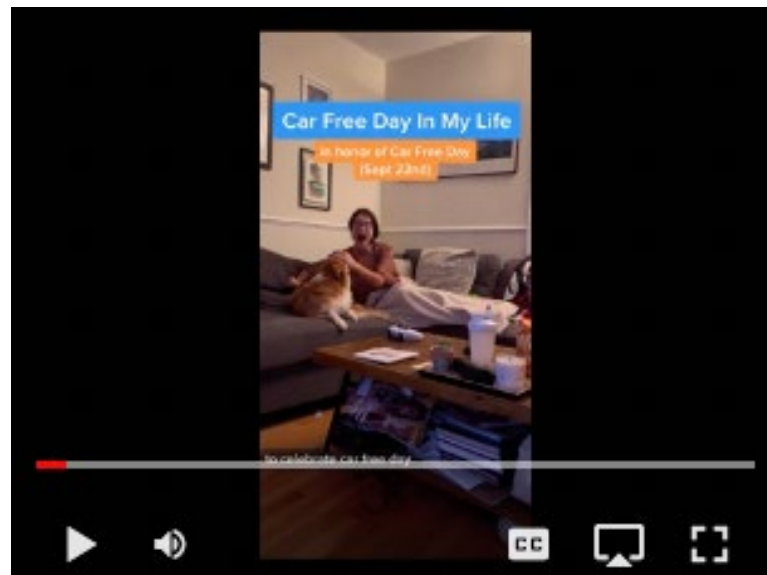 Car Free Day In My Life
in honor of Car Free Day
(Sept 22nd)
to celebrate car free day
CC